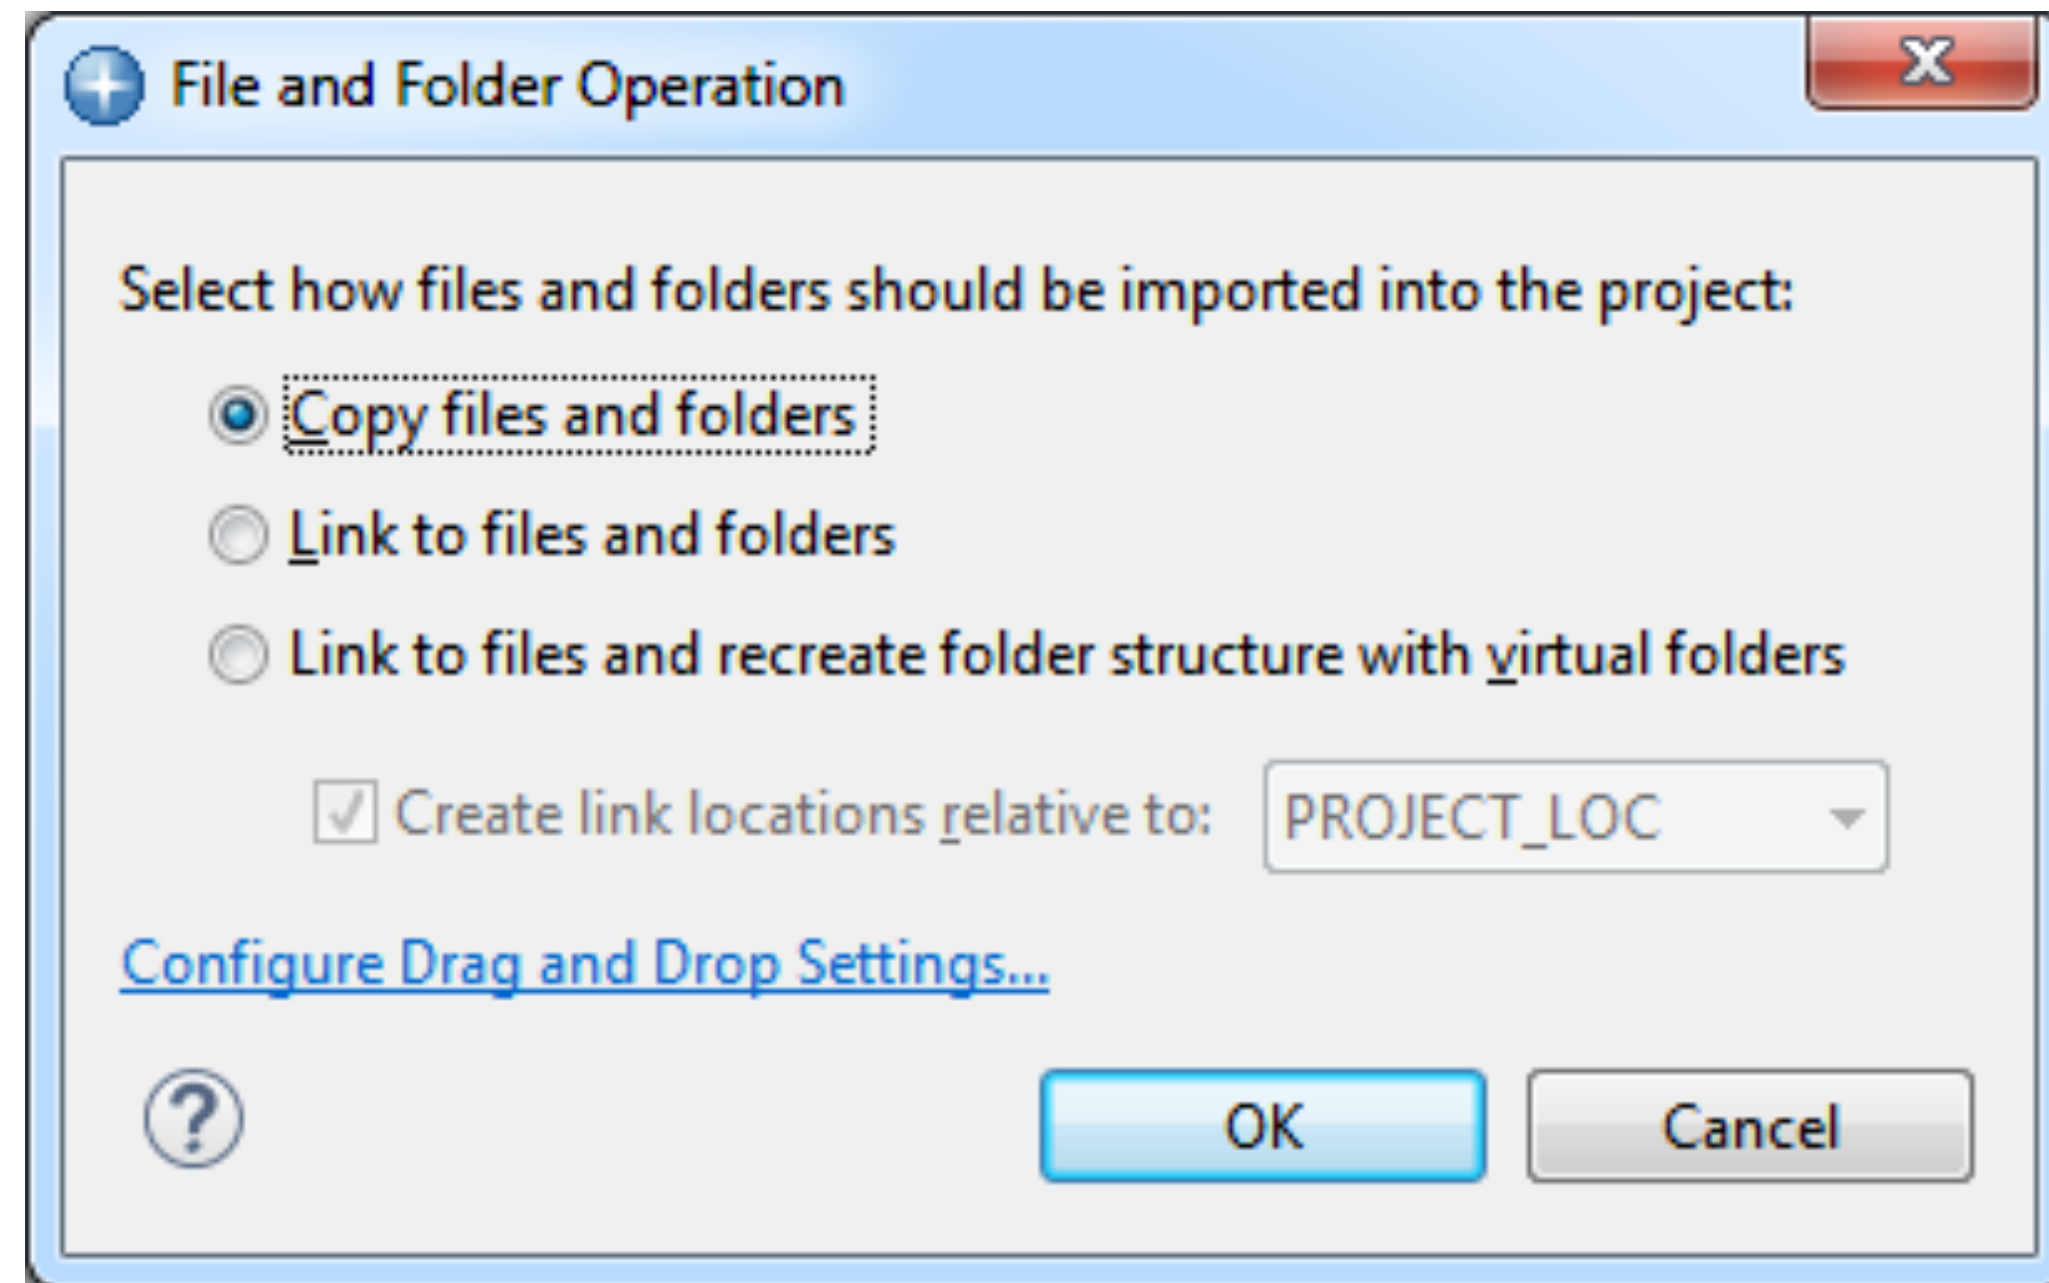 File and Folder Operation
Select how files and folders should be imported into the project:
Copy files and folders
Link to files and folders
Link to files and recreate folder structure with virtual folders
Create link locations relative to: PROJECT_LOC
Configure Drag and Drop Settings...
? OK Cancel